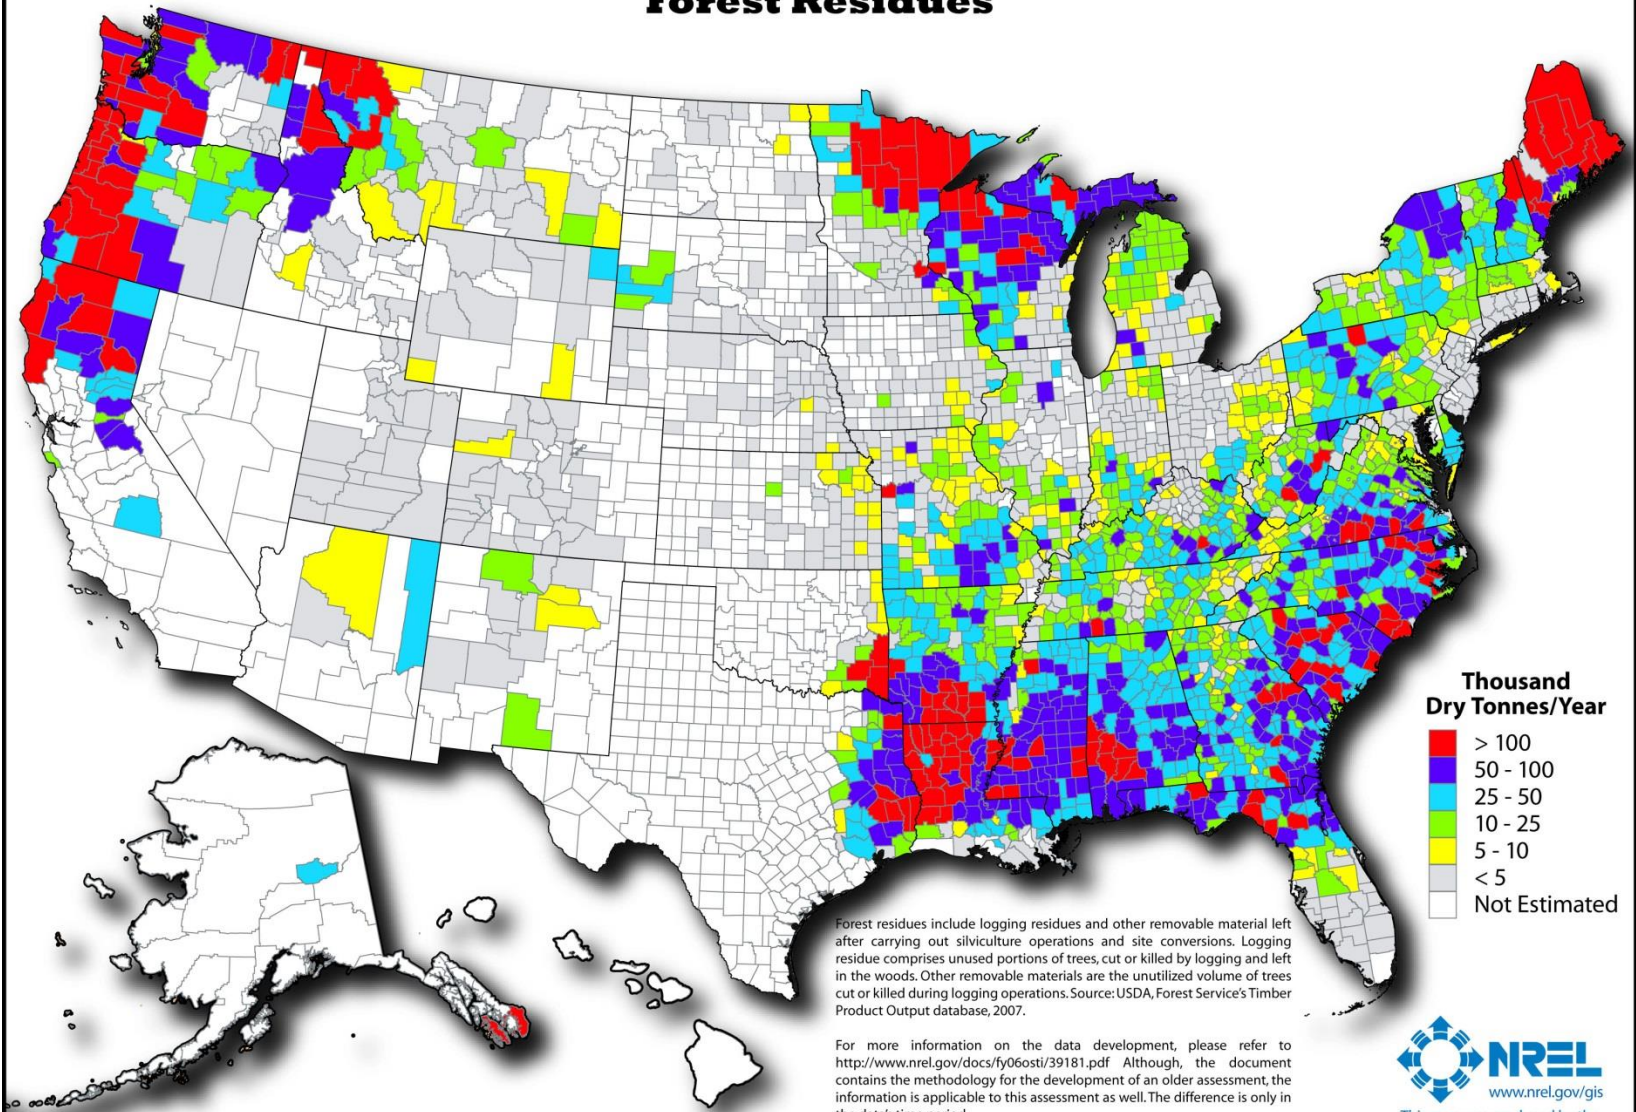 Forest Residues
Thousand
Dry Tonnes/Year
> 100
50 - 100
25 - 50
10 - 25
5 - 10
< 5
Not Estimated
Forest residues include logging residues and other removable material left
after carrying out silviculture operations and site conversions. Logging
residue comprises unused portions of trees, cut or killed by logging and left
in the woods. Other removable materials are the unutilized volume of trees
cut or killed during logging operations. Source: USDA, Forest Service's Timber
Product Output database, 2007.
For more information on the data development, please refer to
http://www.nrel.gov/docs/fy06osti/39181.pdf Although, the document
contains the methodology for the development of an older assessment, the
information is applicable to this assessment as well. The difference is only in
the data's time period.
NREL
www.nrel.gov/gis